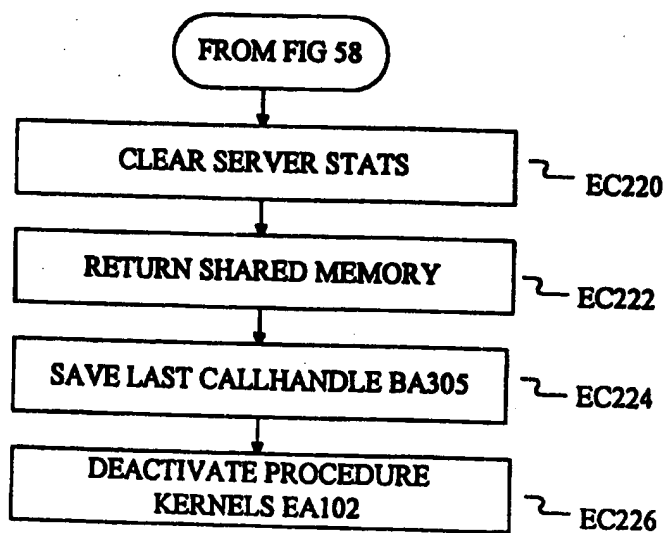 FROM FIG 58
CLEAR SERVER STATS
EC220
RETURN SHARED MEMORY
EC222
SAVE LAST CALLHANDLE BA305
EC224
DEACTIVATE PROCEDURE
KERNELS EA102
EC226